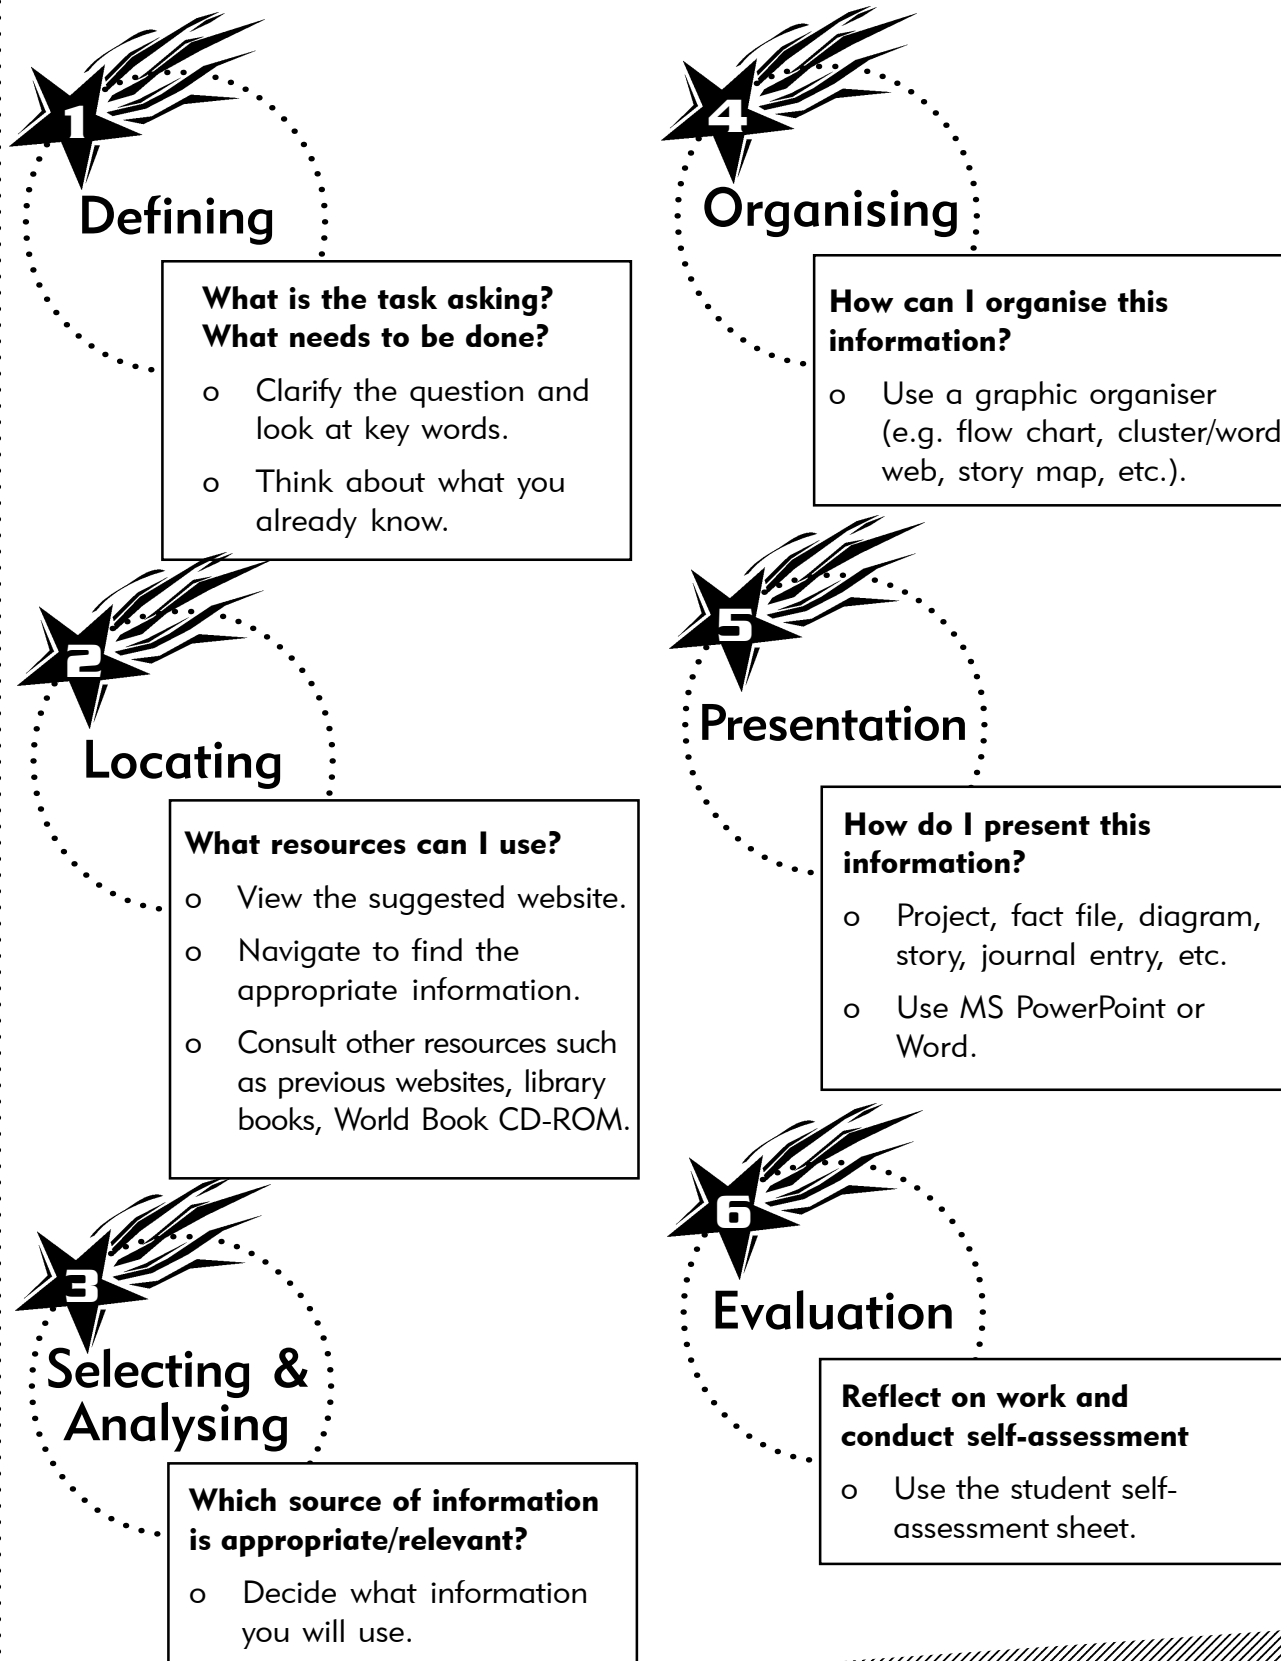 1
Defining
What is the task asking?
What needs to be done?
o Clarify the question and
look at key words.
o Think about what you
already know.
2
Locating
What resources can I use?
o View the suggested website.
o Navigate to find the
appropriate information.
o Consult other resources such
as previous websites, library
books, World Book CD-ROM.
3
Selecting &
Analysing
Which source of information
is appropriate/relevant?
o Decide what information
you will use.
4
Organising
How can I organise this
information?
o Use a graphic organiser
(e.g. flow chart, cluster/word
web, story map, etc.).
5
Presentation
How do I present this
information?
o Project, fact file, diagram,
story, journal entry, etc.
o Use MS PowerPoint or
Word.
6
Evaluation
Reflect on work and
conduct self-assessment
o Use the student self-
assessment sheet.